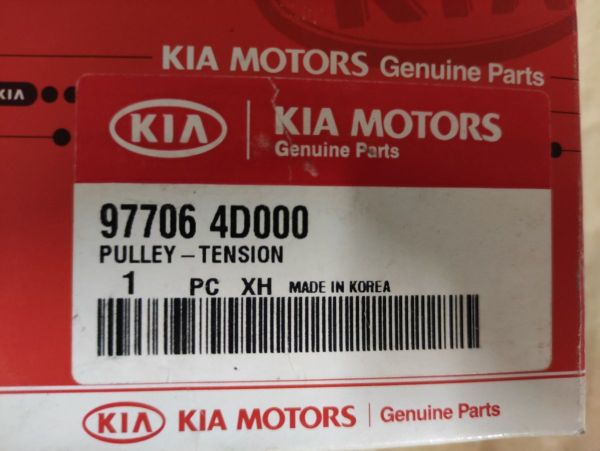 KIA MOTORS Genuine Parts
KIA
KIA KIA MOTORS
Genuine Parts
97706 4D000
PULLEY-TENSION
1 PC XH MADE IN KOREA
KIA KIA MOTORS Genuine Parts